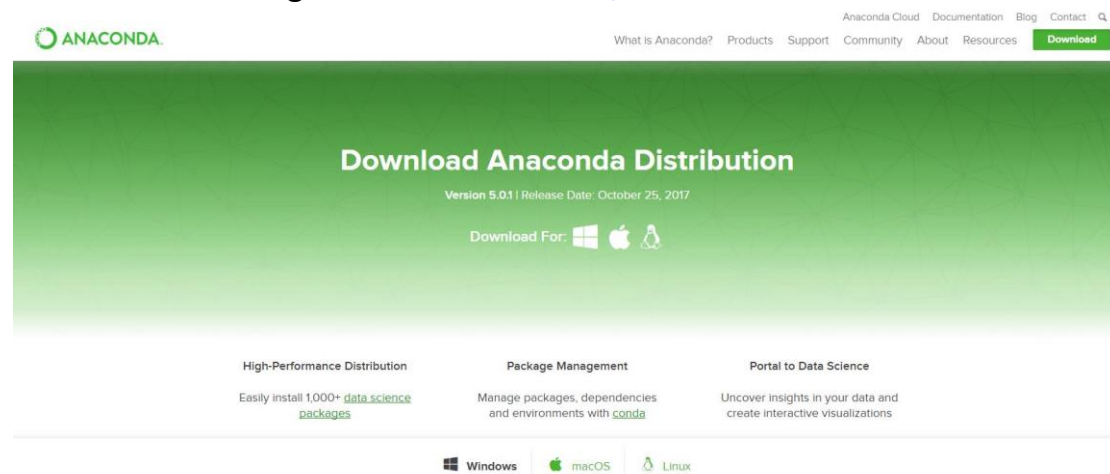 Anaconda Cloud Documentation Blog Contact
ANACONDA.
What is Anaconda? Products Support Community About Resources Download
Download Anaconda Distribution
Version 5.0.1 | Release Date: October 25, 2017
Download For:
High-Performance Distribution
Easily install 1,000+ data science
packages
Package Management
Manage packages, dependencies
and environments with conda
Portal to Data Science
Uncover insights in your data and
create interactive visualizations
Windows macOS Linux